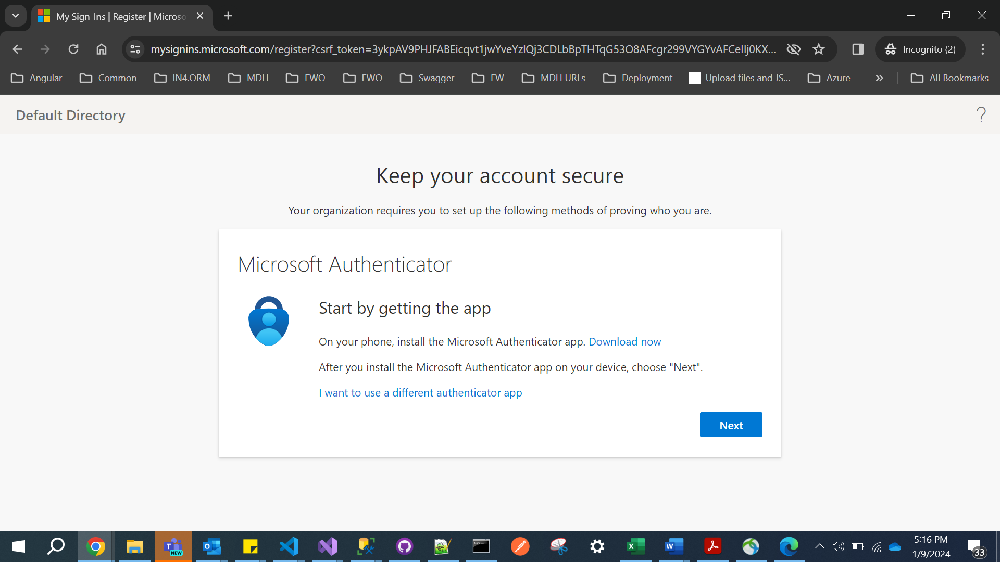 My Sign-Ins | Register | Microso
mysignins.microsoft.com/register?csrf_token=3ykpAV9PHJFABEicqvt1jwYveYzlQj3CDLbBpTHTqG53O8AFcgr299VYGYvAFCeIIj0KX...
Incognito (2)
Angular
Common
IN4.ORM
MDH
EWO
EWO
Swagger
FW
MDH URLs
Deployment
Upload files and JS...
Azure
All Bookmarks
Default Directory
Keep your account secure
Your organization requires you to set up the following methods of proving who you are.
Microsoft Authenticator
Start by getting the app
On your phone, install the Microsoft Authenticator app. Download now
After you install the Microsoft Authenticator app on your device, choose "Next".
I want to use a different authenticator app
Next
NEW
5:16 PM
1/9/2024
33